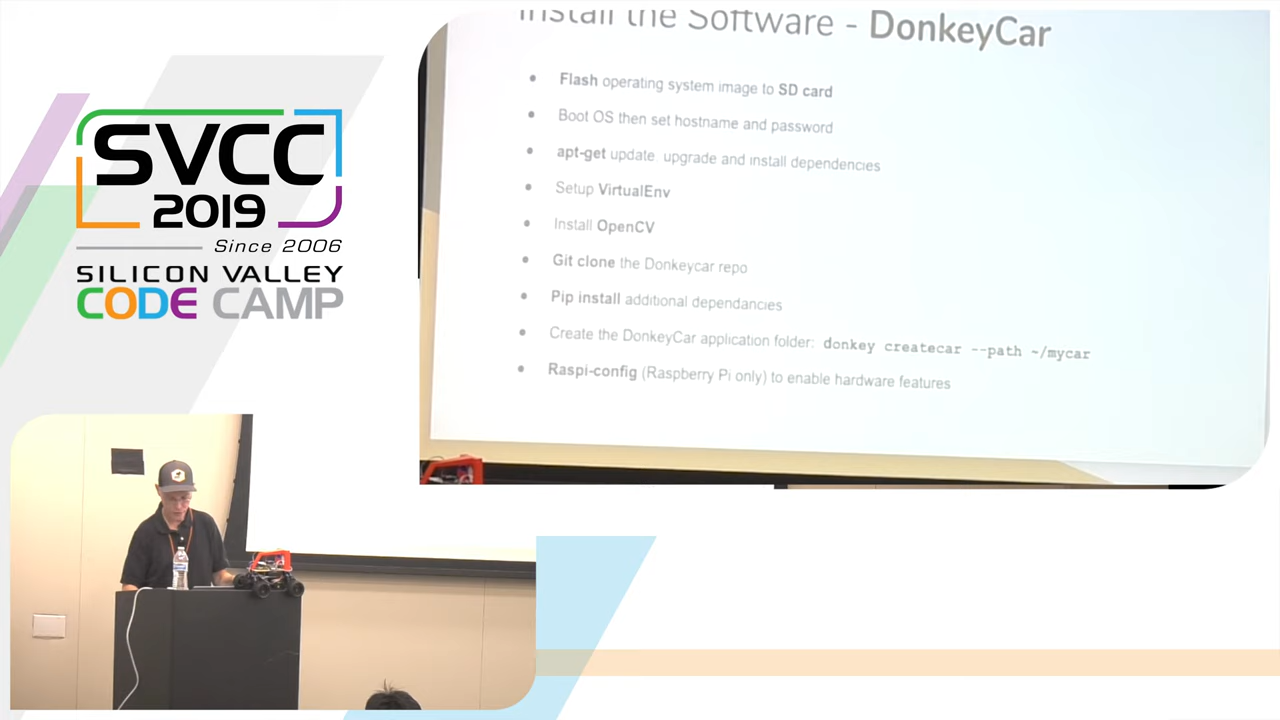 Install the Software - DonkeyCar
• Flash operating system image to SD card
• Boot OS then set hostname and password
• apt-get update upgrade and install dependencies
• Setup VirtualEnv
• Install OpenCV
• Git clone the Donkeycar repo
• Pip install additional dependancies
• Create the DonkeyCar application folder: donkey createcar --path ~/mycar
• Raspi-config (Raspberry Pi only) to enable hardware features
SVCC
2019
Since 2006
SILICON VALLEY
CODE CAMP